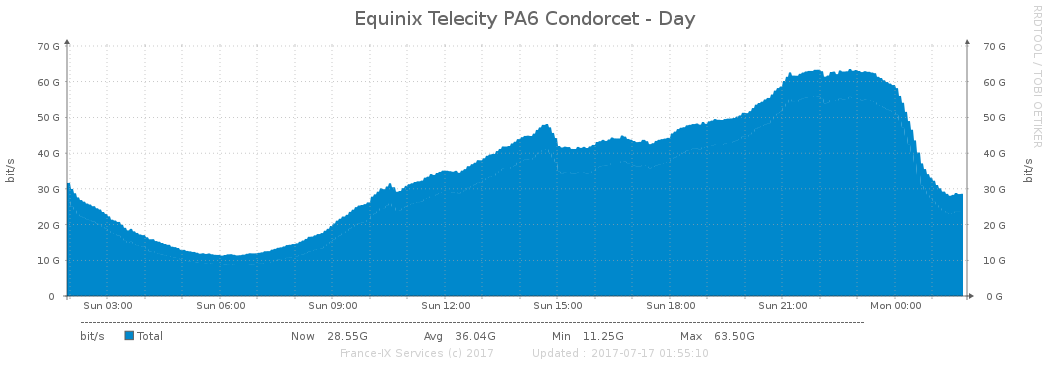 Equinix Telecity PA6 Condorcet - Day
RRDTOOL / TOBI OETIKER
70 G 70 G
60 G 60 G
50 G 50 G
40 G 40 G
30 G 30 G
20 G 20 G
10 G 10 G
0 0 G
bit/s
bit/s
Sun 03:00 Sun 06:00 Sun 09:00 Sun 12:00 Sun 15:00 Sun 18:00 Sun 21:00 Mon 00:00
bit/s Total Now 28.55G Avg 36.04G Min 11.25G Max 63.50G
France-IX Services (c) 2017 Updated : 2017-07-17 01:55:10